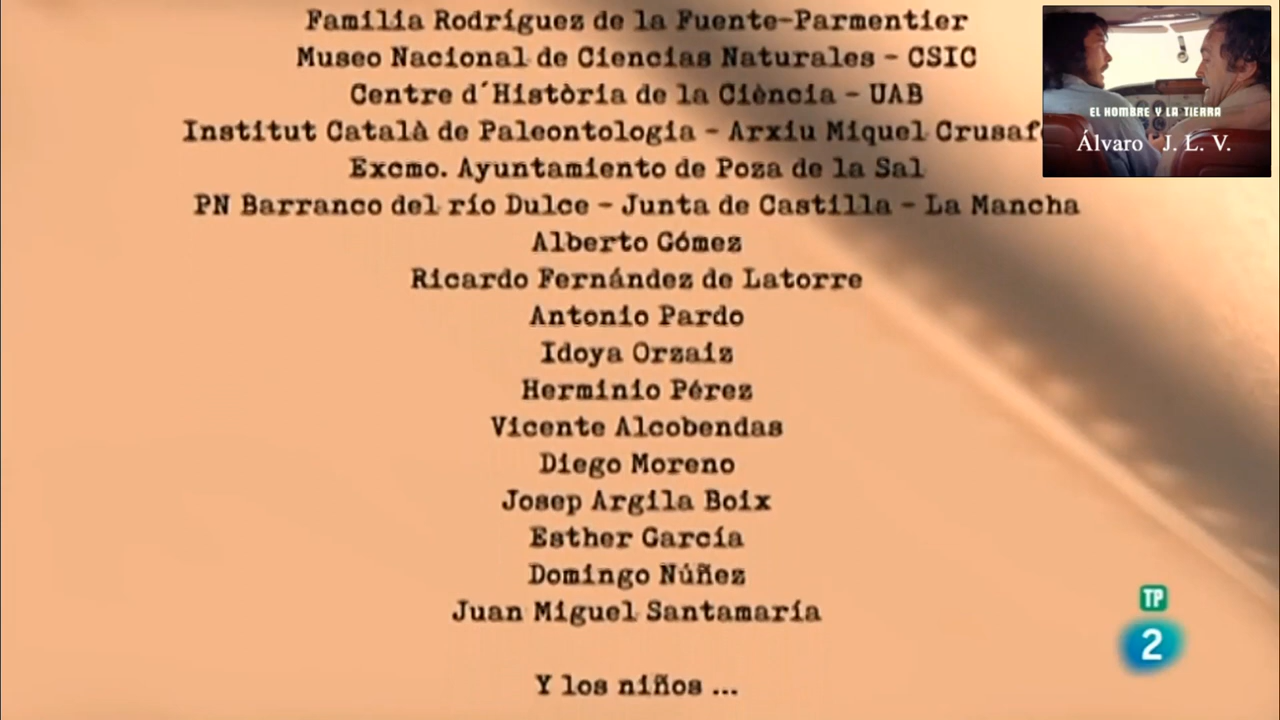 Familia Rodríguez de la Fuente-Parmentier
Museo Nacional de Ciencias Naturales - CSIC
Centre d´Històría de la Ciència - UAB
Institut Català de Paleontologia - Arxiu Miquel Crusaf
Excmo. Ayuntamiento de Poza de la Sal
PN Barranco del río Dulce - Junta de Castilla - La Mancha
Alberto Gómez
Ricardo Fernández de Latorre
Antonio Pardo
Idoya Orzaiz
Herminio Pérez
Vicente Alcobendas
Diego Moreno
Josep Argila Boix
Esther García
Domingo Núñez
Juan Miguel Santamaría
Y los niños ...
EL HOMBRE Y LA TIERRA
Álvaro J. L. V.
TP
2